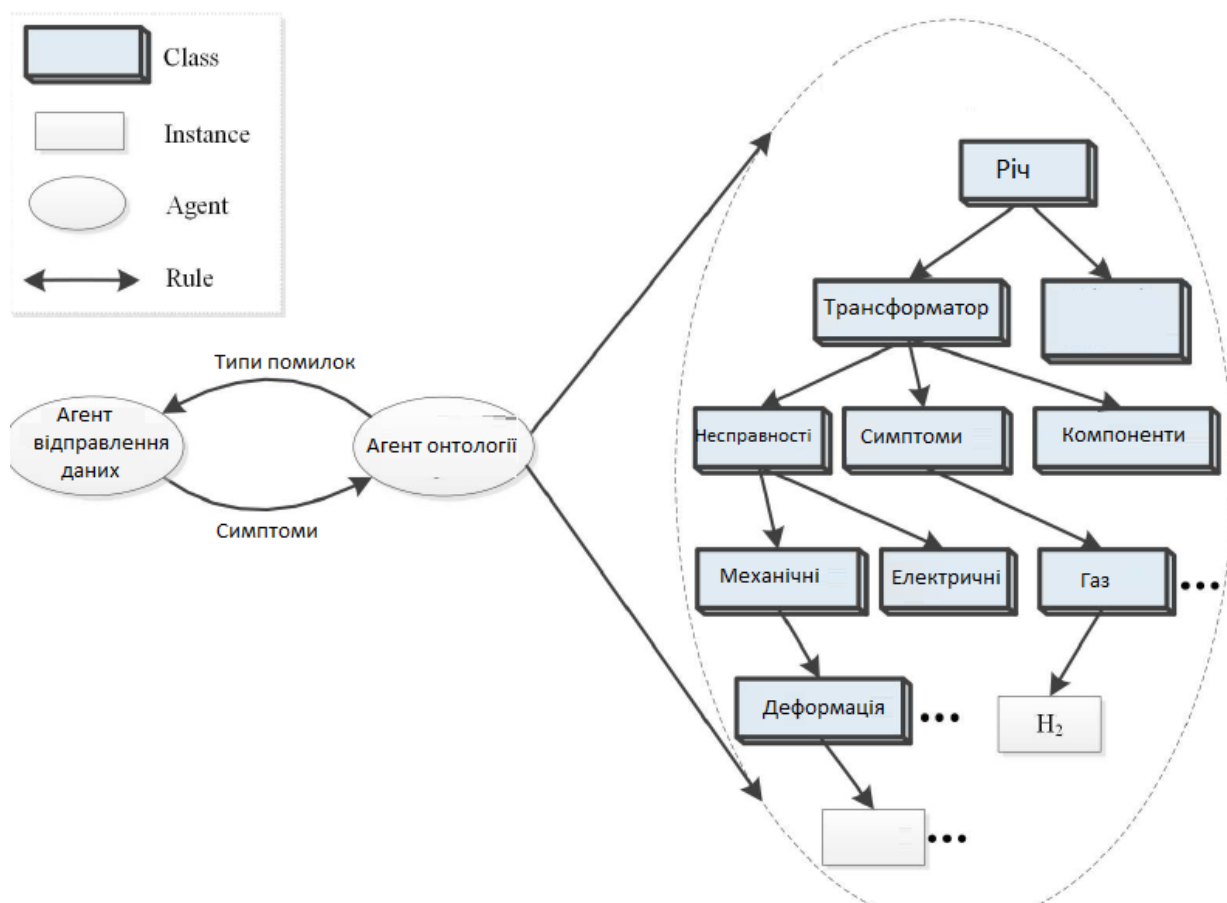 Class
Instance
Agent
Rule
Типи помилок
Агент
відправлення
даних
Агент онтології
Симптоми
Річ
Трансформатор
Несправності
Симптоми
Компоненти
Механічні
Електричні
Газ
•••
Деформація
•••
H₂
•••